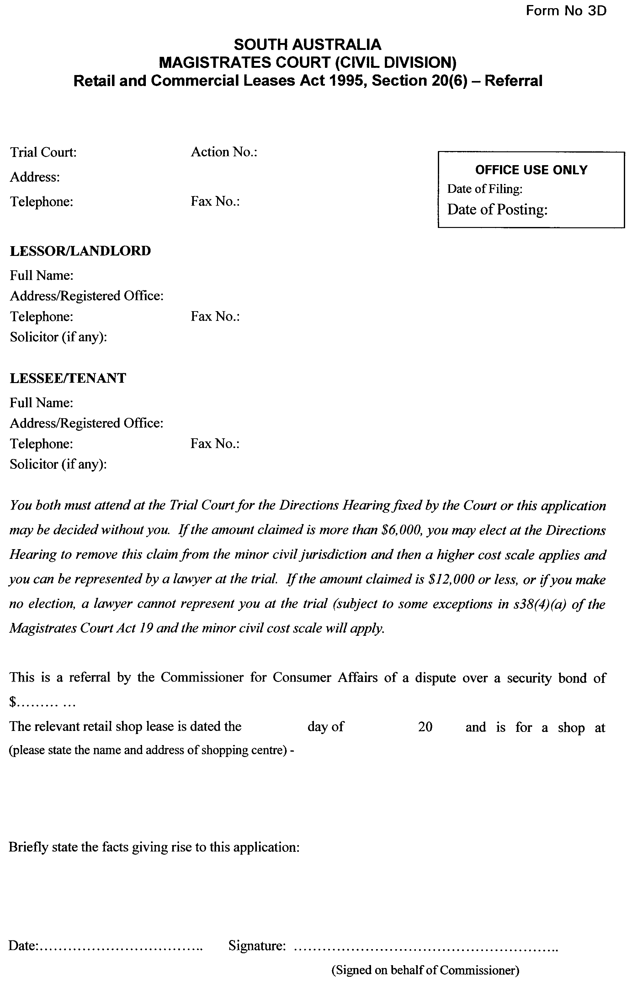 Form No 3D
SOUTH AUSTRALIA
MAGISTRATES COURT (CIVIL DIVISION)
Retail and Commercial Leases Act 1995, Section 20(6) – Referral
Trial Court: Action No.:
Address:
Telephone: Fax No.:
OFFICE USE ONLY
Date of Filing:
Date of Posting:
LESSOR/LANDLORD
Full Name:
Address/Registered Office:
Telephone: Fax No.:
Solicitor (if any):
LESSEE/TENANT
Full Name:
Address/Registered Office:
Telephone: Fax No.:
Solicitor (if any):
You both must attend at the Trial Court for the Directions Hearing fixed by the Court or this application
may be decided without you. If the amount claimed is more than $6,000, you may elect at the Directions
Hearing to remove this claim from the minor civil jurisdiction and then a higher cost scale applies and
you can be represented by a lawyer at the trial. If the amount claimed is $12,000 or less, or if you make
no election, a lawyer cannot represent you at the trial (subject to some exceptions in s38(4)(a) of the
Magistrates Court Act 19 and the minor civil cost scale will apply.
This is a referral by the Commissioner for Consumer Affairs of a dispute over a security bond of
$......... ...
The relevant retail shop lease is dated the day of 20 and is for a shop at
(please state the name and address of shopping centre) -
Briefly state the facts giving rise to this application:
Date:................................... Signature: ........................................................
(Signed on behalf of Commissioner)